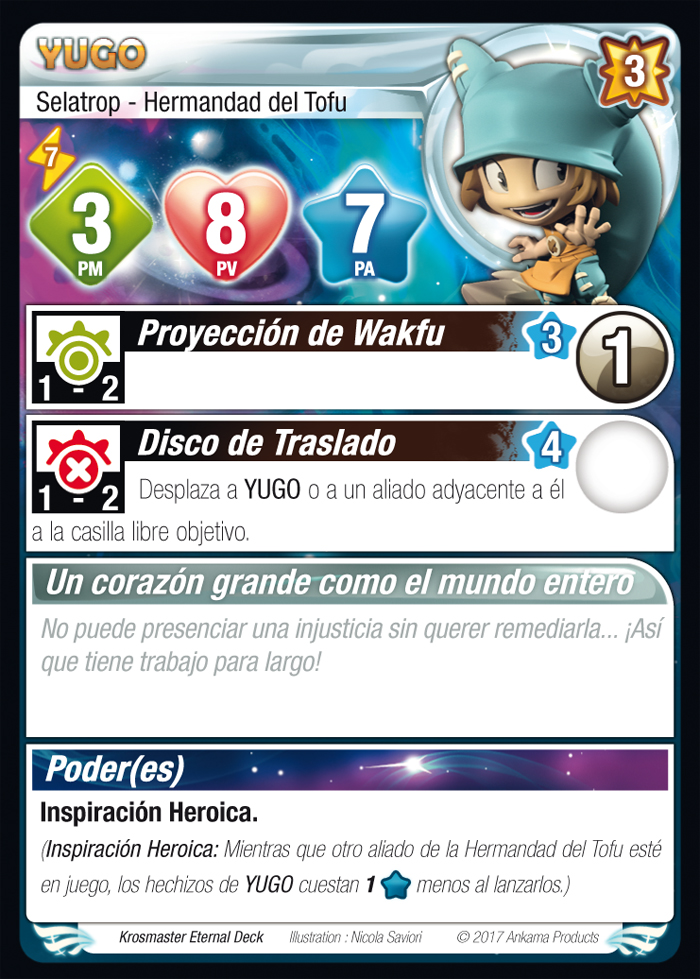 YUGO
3
Selatrop - Hermandad del Tofu
7
3
PM
8
PV
7
PA
Proyección de Wakfu
3
1
1 - 2
Disco de Traslado
4
1 - 2
Desplaza a YUGO o a un aliado adyacente a él
a la casilla libre objetivo.
Un corazón grande como el mundo entero
No puede presenciar una injusticia sin querer remediarla... ¡Así
que tiene trabajo para largo!
Poder(es)
Inspiración Heroica.
(Inspiración Heroica: Mientras que otro aliado de la Hermandad del Tofu esté
en juego, los hechizos de YUGO cuestan 1 menos al lanzarlos.)
Krosmaster Eternal Deck Illustration : Nicola Saviori © 2017 Ankama Products